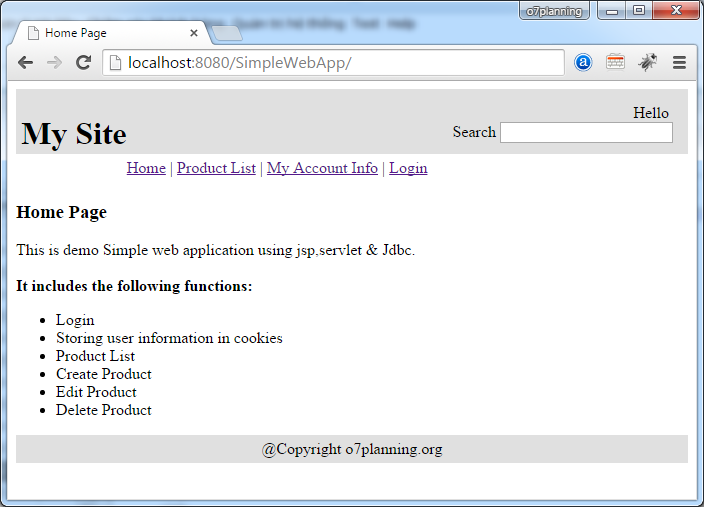 o7planning
Home Page
localhost:8080/SimpleWebApp/
Hello
My Site
Search
Home | Product List | My Account Info | Login
Home Page
This is demo Simple web application using jsp,servlet & Jdbc.
It includes the following functions:
Login
Storing user information in cookies
Product List
Create Product
Edit Product
Delete Product
@Copyright o7planning.org